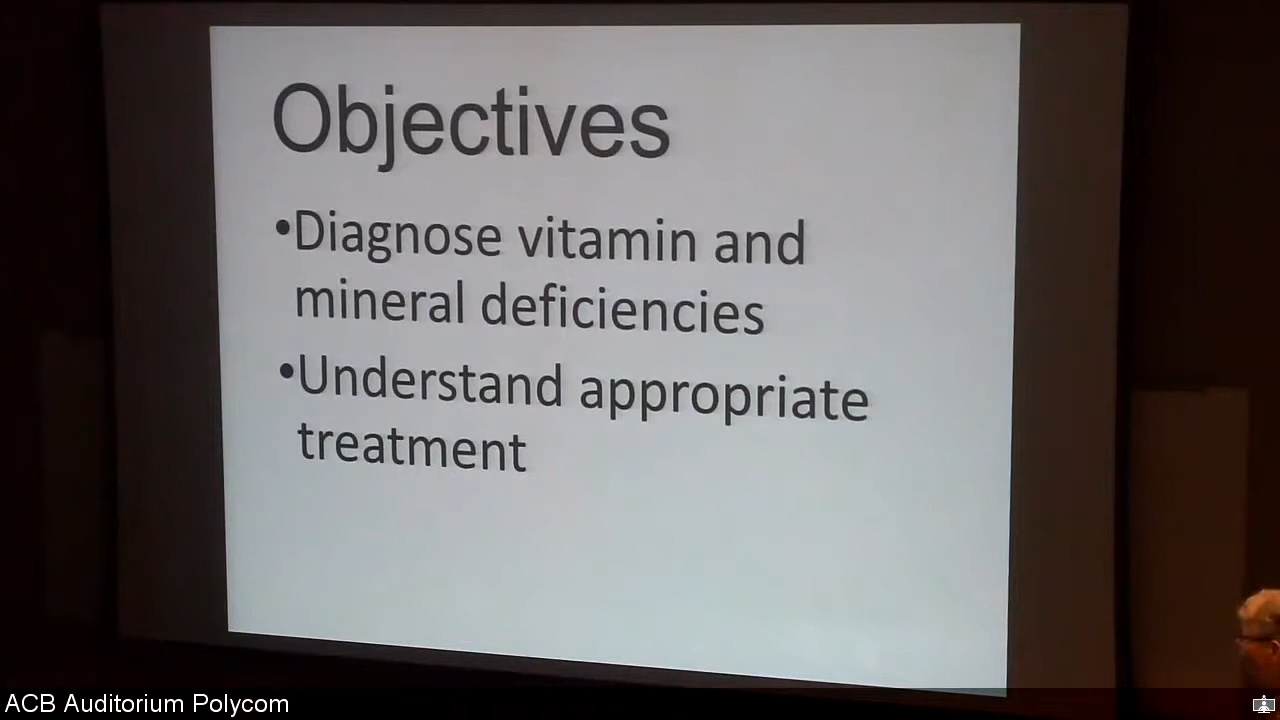 Objectives
•Diagnose vitamin and
mineral deficiencies
•Understand appropriate
treatment
ACB Auditorium Polycom